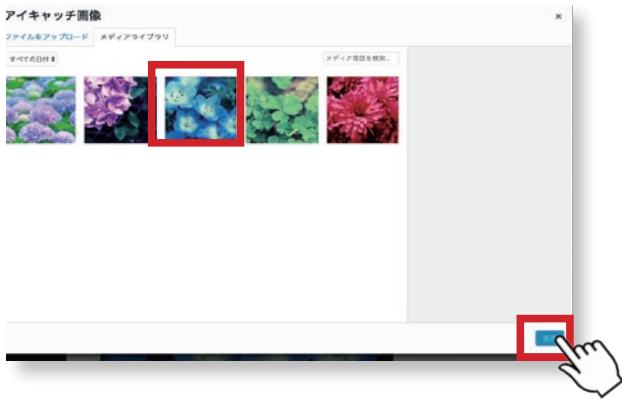 アイキャッチ画像
ファイルをアップロード メディアライブラリ
すべての日付
メディア項目を検索...